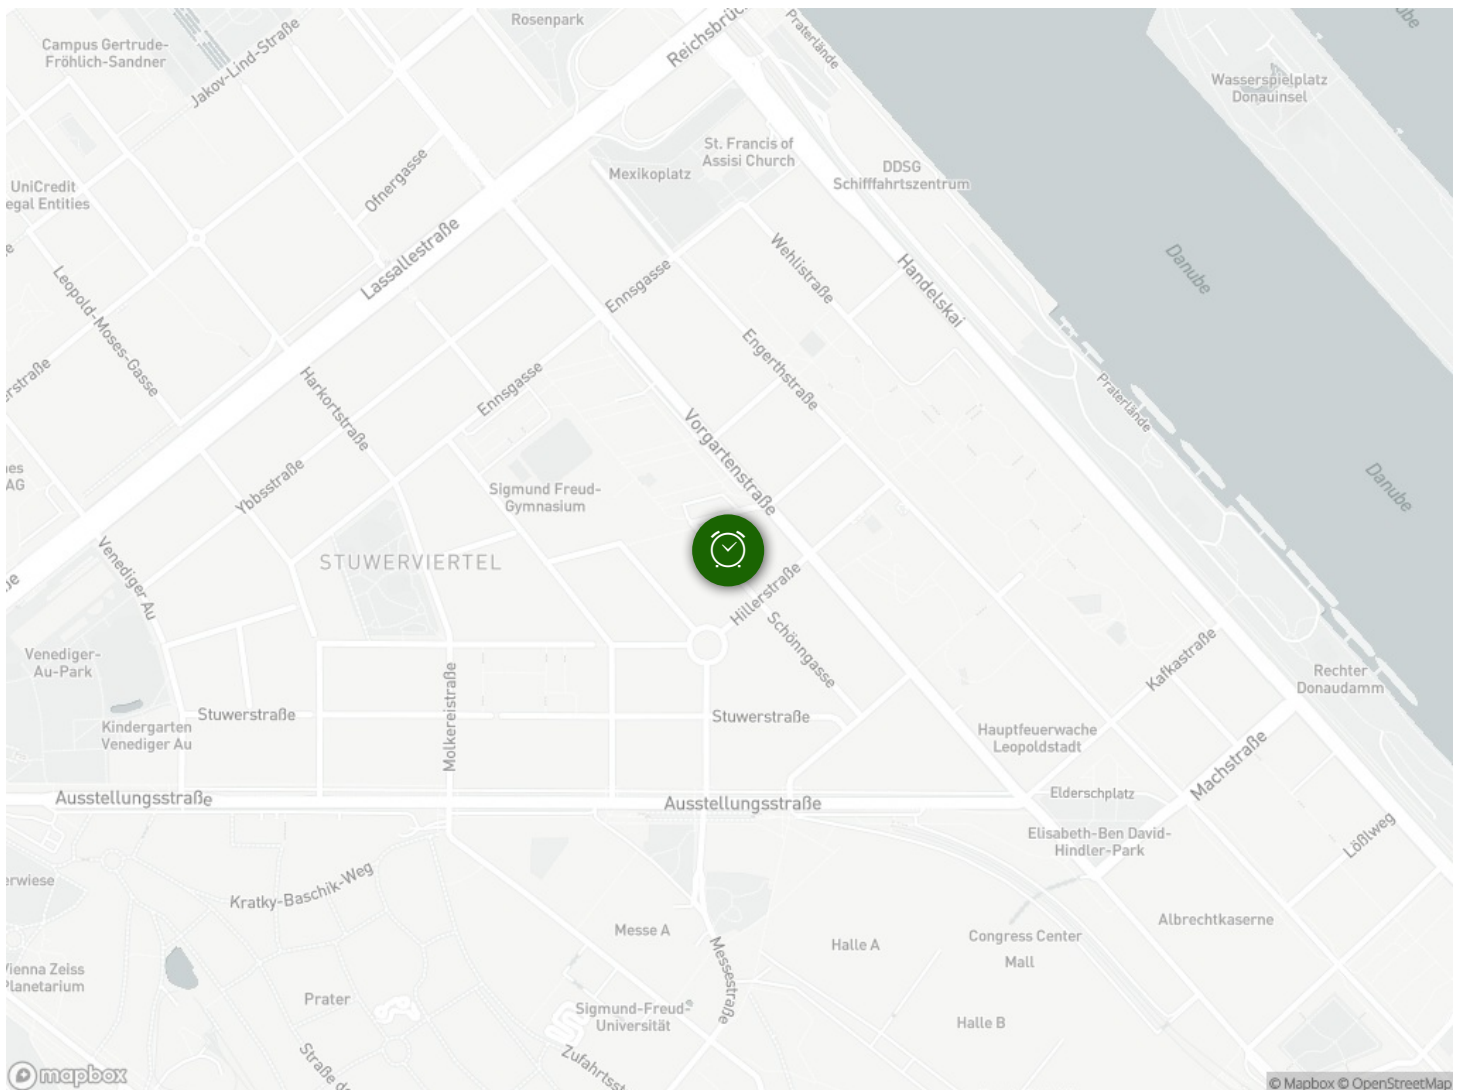 Rosenpark
Campus Gertrude-
Fröhlich-Sandner
Jakov-Lind-Straße
Praterlände
Danube
Wasserspielplatz
Donauinsel
St. Francis of
Assisi Church
Mexikoplatz
DDSG
Schifffahrtszentrum
Ofnergasse
UniCredit
egal Entities
Lassallestraße
Leopold-Moses-Gasse
Ennsgasse
Wehlistraße
Handelskai
Danube
Engerthstraße
Harkortstraße
Ennsgasse
Praterlände
Vorgartenstraße
Ybbsstraße
Sigmund Freud-
Gymnasium
Danube
STUWERVIERTEL
Venediger Au
Hillerstraße
Schönngasse
Kafkastraße
Venediger-
Au-Park
Molkereistraße
Rechter
Donaudamm
Stuwerstraße
Stuwerstraße
Kindergarten
Venediger Au
Hauptfeuerwache
Leopoldstadt
Machstraße
Ausstellungsstraße
Ausstellungsstraße
Elderschplatz
Elisabeth-Ben David-
Hindler-Park
Lößlweg
erwiese
Kratky-Baschik-Weg
Messe A
Halle A
Albrechtkaserne
Congress Center
Mall
Messestraße
Prater
Sigmund-Freud-
Universität
Halle B
mapbox
© Mapbox © OpenStreetMap